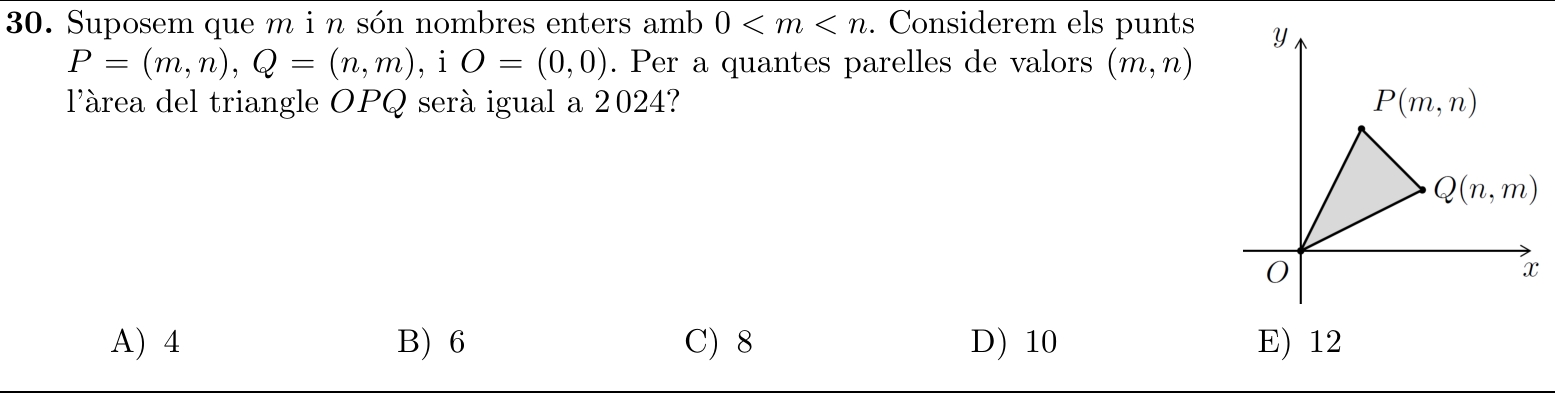 30. Suposem que m i n són nombres enters amb 0 < m < n. Considerem els punts
P = (m, n), Q = (n, m), i O = (0, 0). Per a quantes parelles de valors (m, n)
l'àrea del triangle OPQ serà igual a 2 024?
y
P(m, n)
Q(n, m)
O
x
A) 4 B) 6 C) 8 D) 10 E) 12